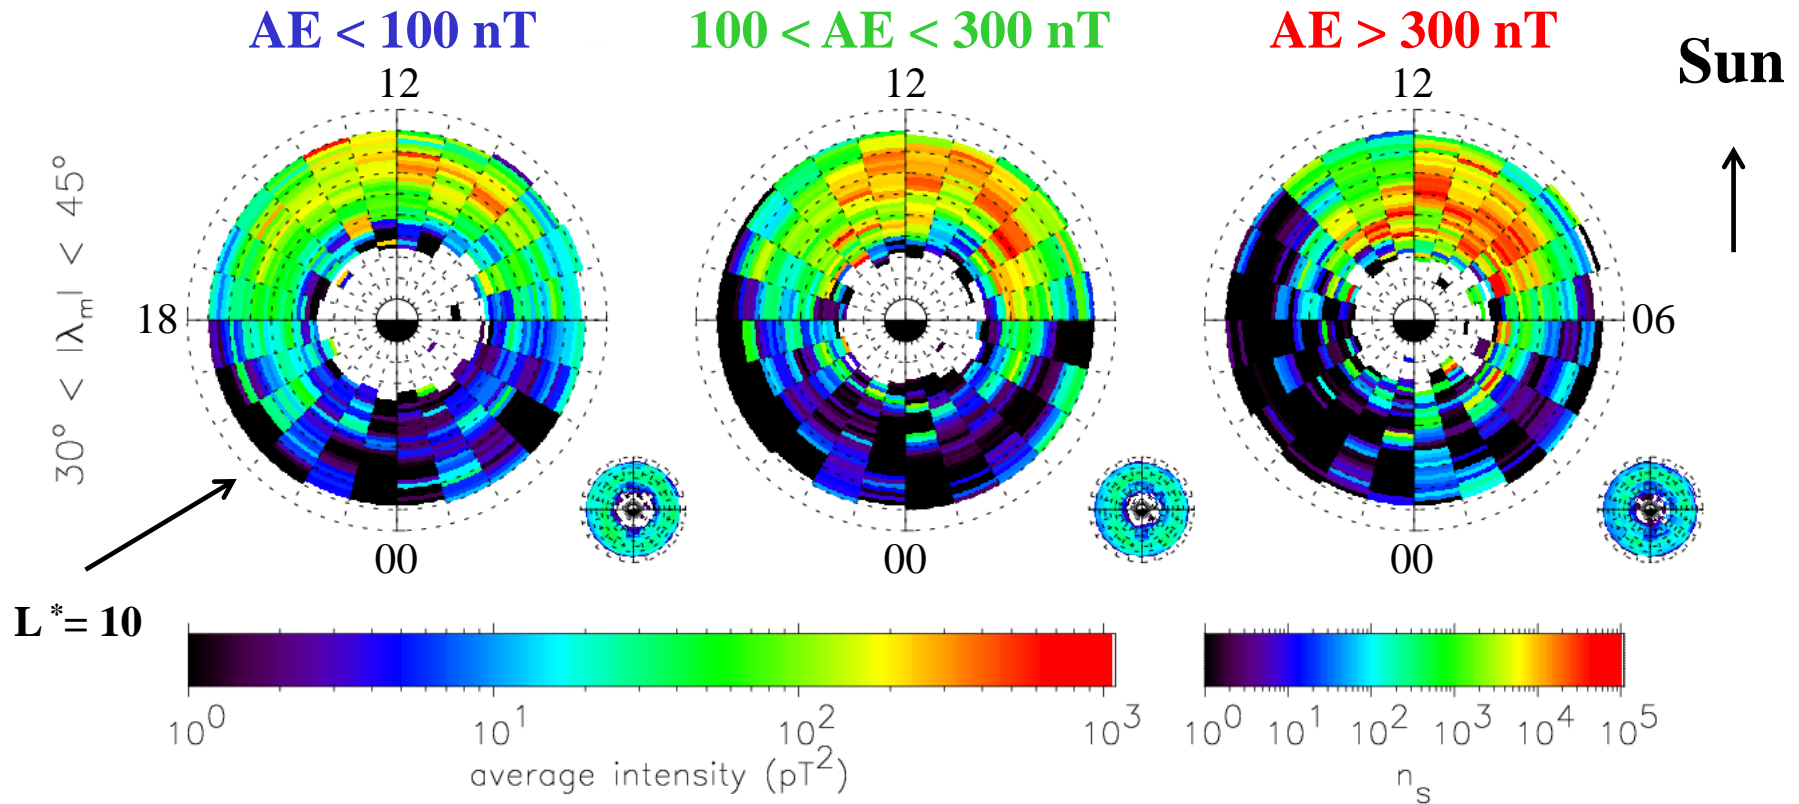 AE < 100 nT
100 < AE < 300 nT
AE > 300 nT
Sun
12
12
12
30° < |λm| < 45°
18
06
00
00
00
L*= 10
10^0 10^1 10^2 10^3
average intensity (pT^2)
10^0 10^1 10^2 10^3 10^4 10^5
n_s